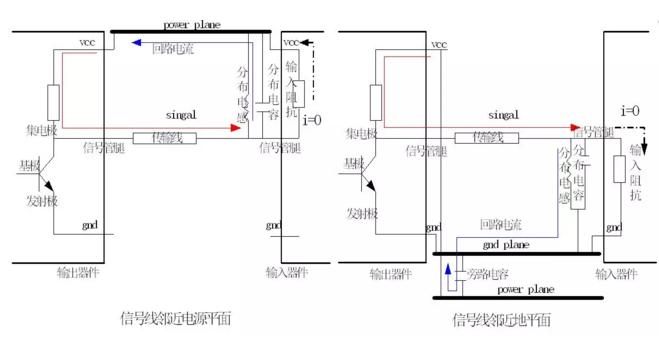 power plane
vcc
回路电流
vcc
分布电感
分布电容
输入阻抗
i=0
singal
集电极
传输线
信号管腿
信号管腿
基极
发射极
gnd
gnd
输出器件
输入器件
信号线邻近电源平面
vcc
singal
i=0
集电极
传输线
信号管腿
信号管腿
分布电感
分布电容
输入阻抗
基极
发射极
gnd
回路电流
gnd
gnd plane
输出器件
旁路电容
输入器件
power plane
信号线邻近地平面